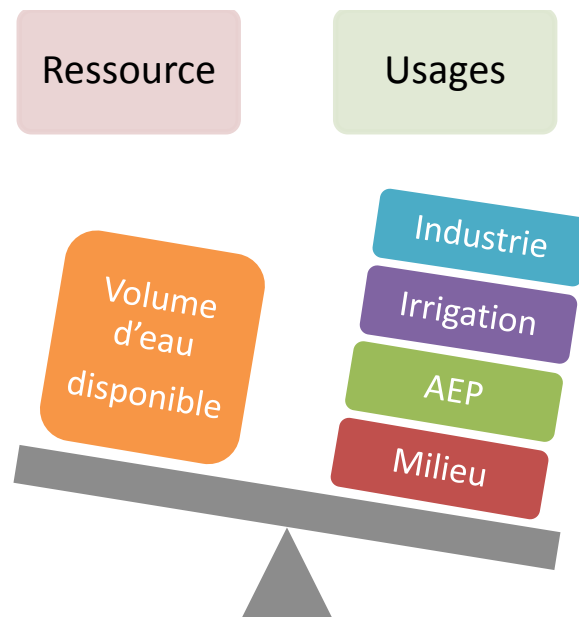 Ressource
Usages
Volume
d’eau
disponible
Industrie
Irrigation
AEP
Milieu